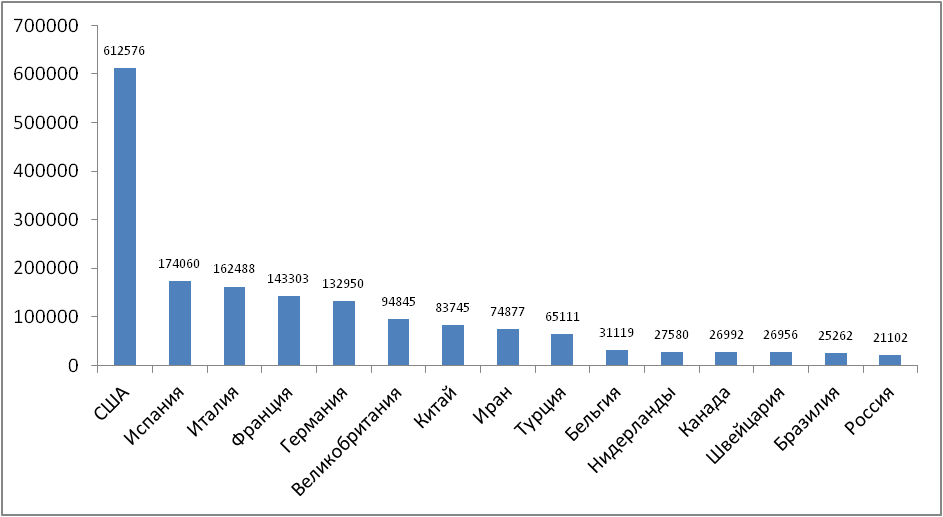 700000
600000
500000
400000
300000
200000
100000
0
612576
174060
162488
143303
132950
94845
83745
74877
65111
31119
27580
26992
26956
25262
21102
США
Испания
Италия
Франция
Германия
Великобритания
Китай
Иран
Турция
Бельгия
Нидерланды
Канада
Швейцария
Бразилия
Россия